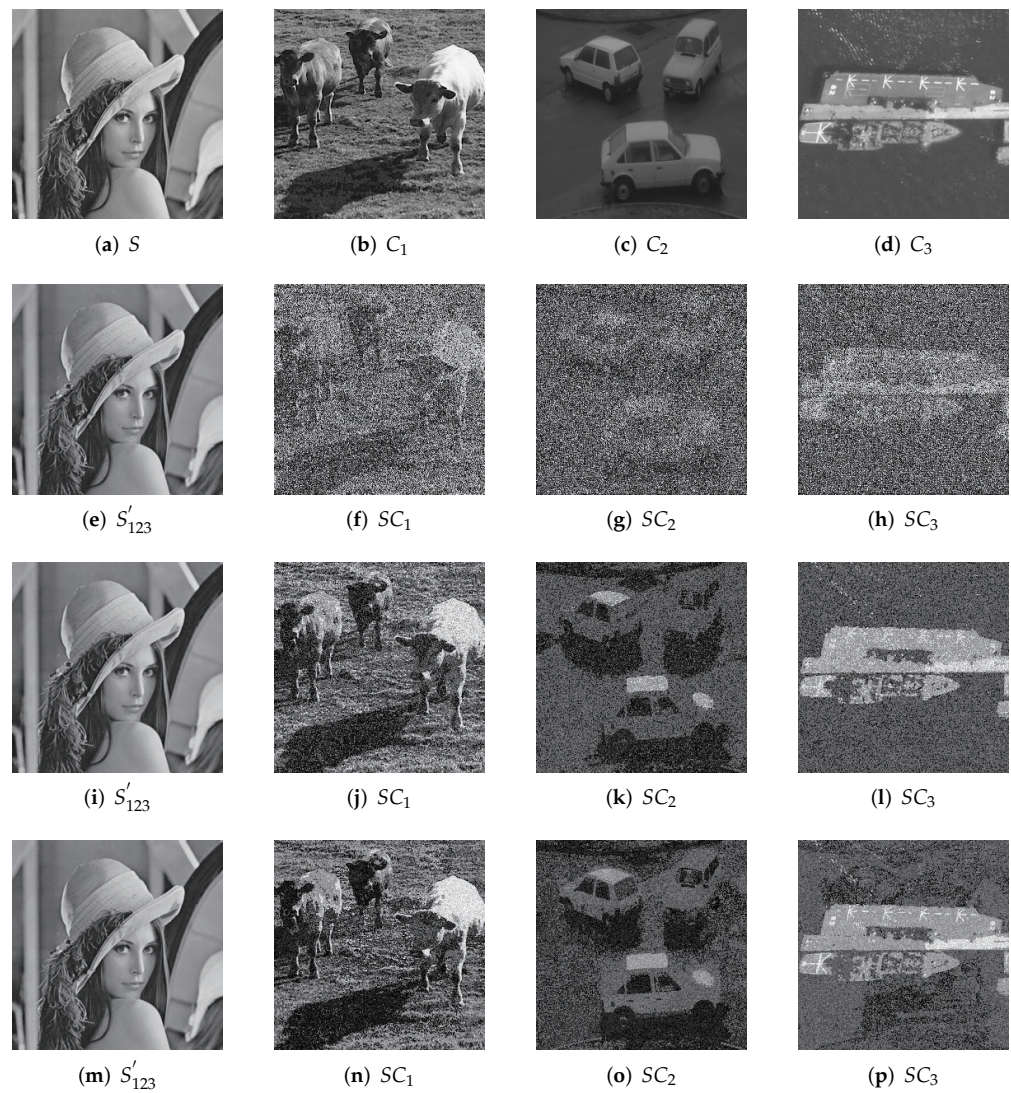 (a) S (b) C1 (c) C2 (d) C3
(e) S′123 (f) SC1 (g) SC2 (h) SC3
(i) S′123 (j) SC1 (k) SC2 (l) SC3
(m) S′123 (n) SC1 (o) SC2 (p) SC3